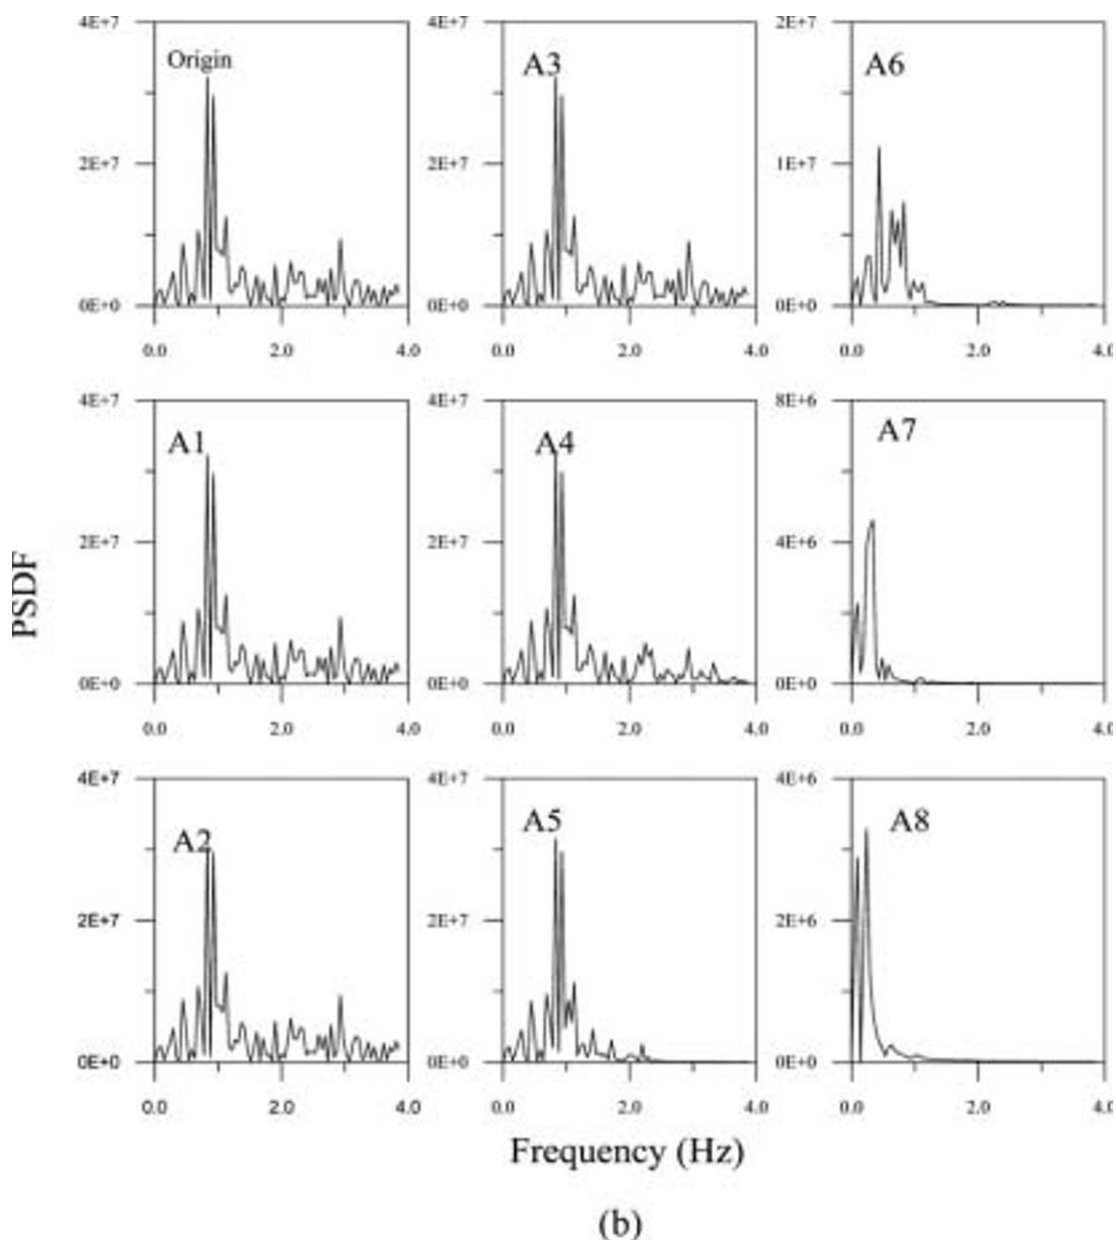 4E+7 4E+7 2E+7
Origin A3 A6
2E+7 2E+7 1E+7
0E+0 0E+0 0E+0
0.0 2.0 4.0 0.0 2.0 4.0 0.0 2.0 4.0
4E+7 4E+7 8E+6
A1 A4 A7
2E+7 2E+7 4E+6
0E+0 0E+0 0E+0
0.0 2.0 4.0 0.0 2.0 4.0 0.0 2.0 4.0
PSDF
4E+7 4E+7 4E+6
A2 A5 A8
2E+7 2E+7 2E+6
0E+0 0E+0 0E+0
0.0 2.0 4.0 0.0 2.0 4.0 0.0 2.0 4.0
Frequency (Hz)
(b)